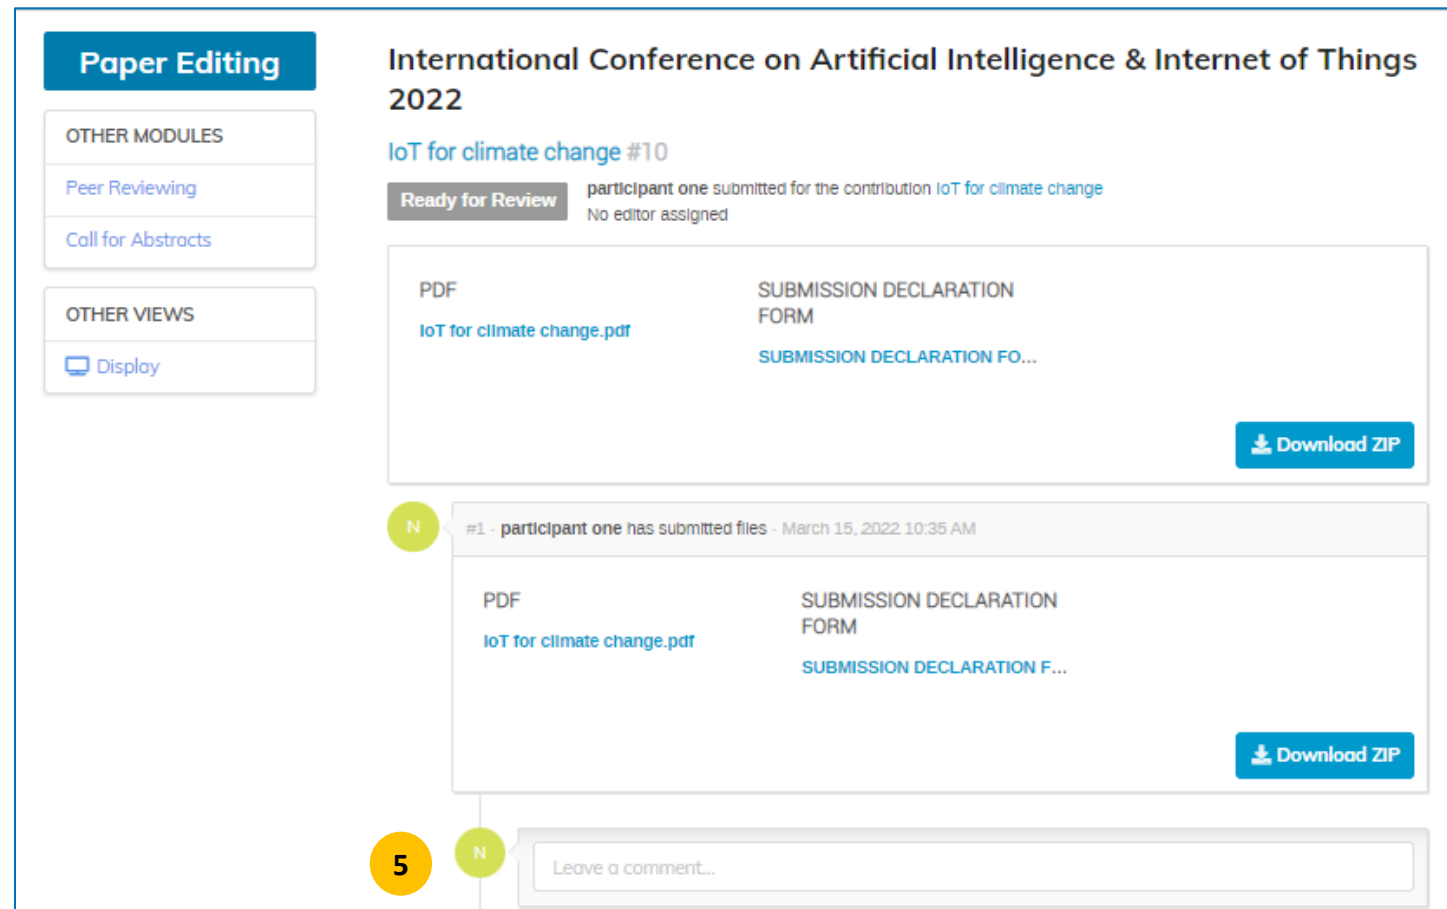 Paper Editing
OTHER MODULES
Peer Reviewing
Call for Abstracts
OTHER VIEWS
Display
International Conference on Artificial Intelligence & Internet of Things
2022
IoT for climate change #10
Ready for Review
participant one submitted for the contribution IoT for climate change
No editor assigned
PDF
IoT for climate change.pdf
SUBMISSION DECLARATION
FORM
SUBMISSION DECLARATION FO...
Download ZIP
N
#1 - participant one has submitted files - March 15, 2022 10:35 AM
PDF
IoT for climate change.pdf
SUBMISSION DECLARATION
FORM
SUBMISSION DECLARATION F...
Download ZIP
5
N
Leave a comment...